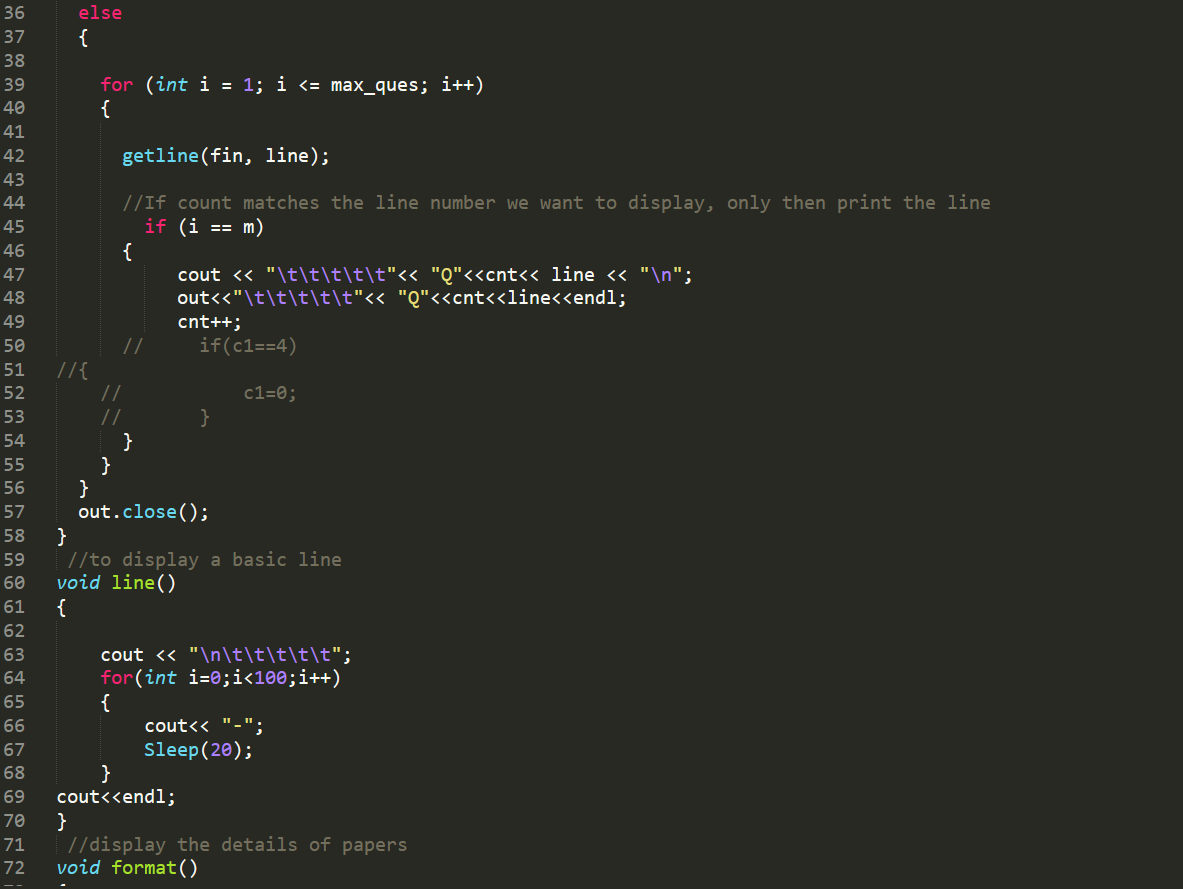 36 else
37 {
38
39 for (int i = 1; i <= max_ques; i++)
40 {
41
42 getline(fin, line);
43
44 //If count matches the line number we want to display, only then print the line
45 if (i == m)
46 {
47 cout << "\t\t\t\t\t"<< "Q"<<cnt<< line << "\n";
48 out<<"\t\t\t\t\t"<< "Q"<<cnt<<line<<endl;
49 cnt++;
50 // if(c1==4)
51 //{
52 // c1=0;
53 // }
54 }
55 }
56 }
57 out.close();
58 }
59 //to display a basic line
60 void line()
61 {
62
63 cout << "\n\t\t\t\t\t";
64 for(int i=0;i<100;i++)
65 {
66 cout<< "-";
67 Sleep(20);
68 }
69 cout<<endl;
70 }
71 //display the details of papers
72 void format()